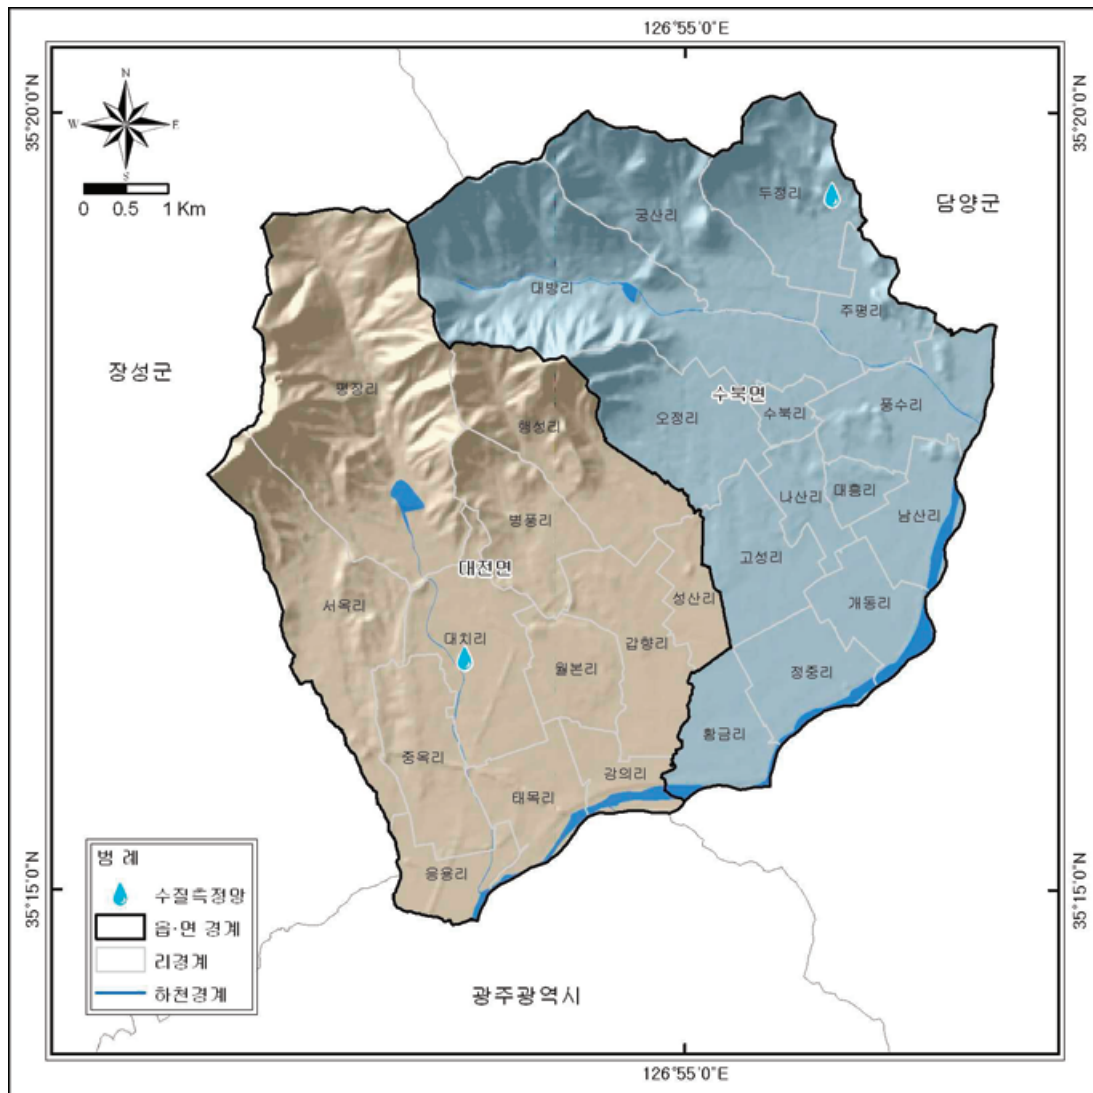 126°55'0"E
35°20'0"N
35°20'0"N
N
W E
S
0 0.5 1 Km
두정리
담양군
궁산리
대방리
주평리
장성군
평장리
수북면
오정리
수북리
풍수리
행성리
나산리
대흥리
병풍리
남산리
고성리
대전면
성산리
개동리
서옥리
대치리
갑향리
월본리
정중리
황금리
중옥리
강의리
태목리
응용리
35°15'0"N
35°15'0"N
범 례
수질측정망
읍·면 경계
리경계
하천경계
광주광역시
126°55'0"E